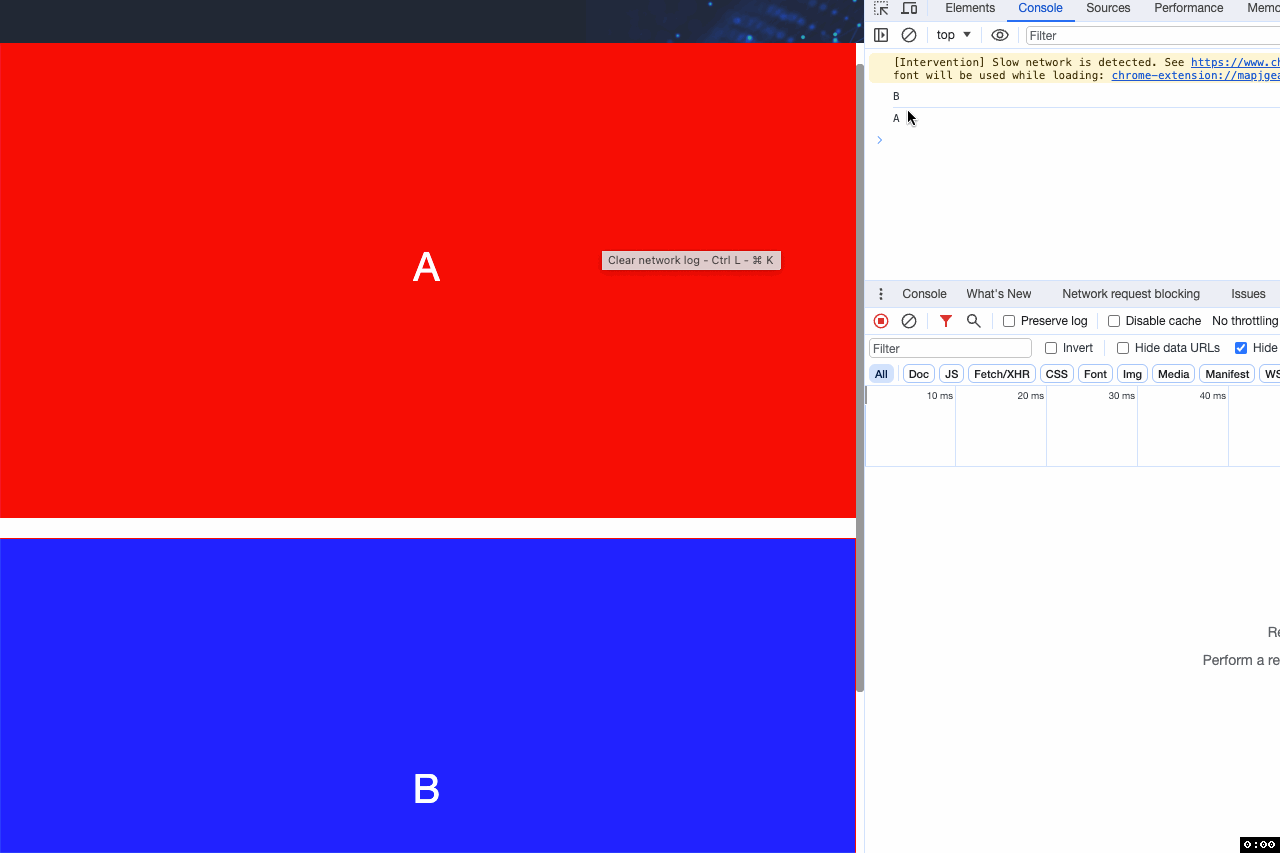 Elements Console Sources Performance Memo
top Filter
[Intervention] Slow network is detected. See https://www.ch
font will be used while loading: chrome-extension://mapjgea
B
A
A
Clear network log - Ctrl L - ⌘ K
Console What's New Network request blocking Issues
Preserve log Disable cache No throttling
Filter Invert Hide data URLs Hide
All Doc JS Fetch/XHR CSS Font Img Media Manifest WS
10 ms 20 ms 30 ms 40 ms
Re
Perform a re
B
0:00